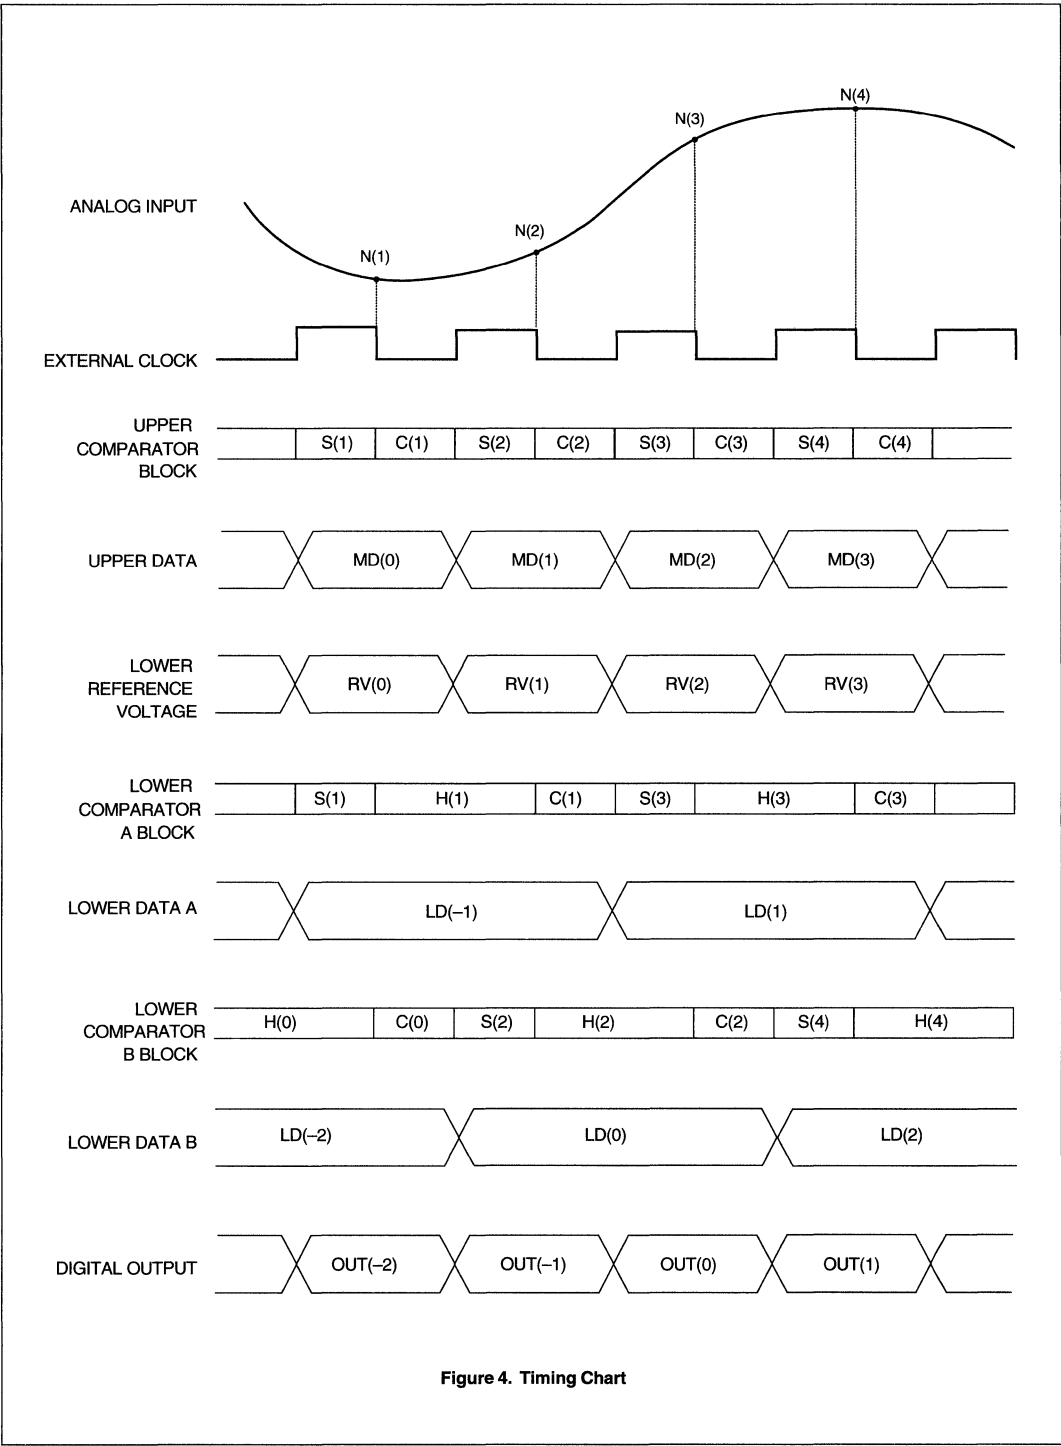 N(4)
N(3)
ANALOG INPUT
N(2)
N(1)
EXTERNAL CLOCK
UPPER
COMPARATOR
BLOCK
S(1) C(1) S(2) C(2) S(3) C(3) S(4) C(4)
UPPER DATA
MD(0) MD(1) MD(2) MD(3)
LOWER
REFERENCE
VOLTAGE
RV(0) RV(1) RV(2) RV(3)
LOWER
COMPARATOR
A BLOCK
S(1) H(1) C(1) S(3) H(3) C(3)
LOWER DATA A
LD(–1) LD(1)
LOWER
COMPARATOR
B BLOCK
H(0) C(0) S(2) H(2) C(2) S(4) H(4)
LOWER DATA B
LD(–2) LD(0) LD(2)
DIGITAL OUTPUT
OUT(–2) OUT(–1) OUT(0) OUT(1)
Figure 4. Timing Chart